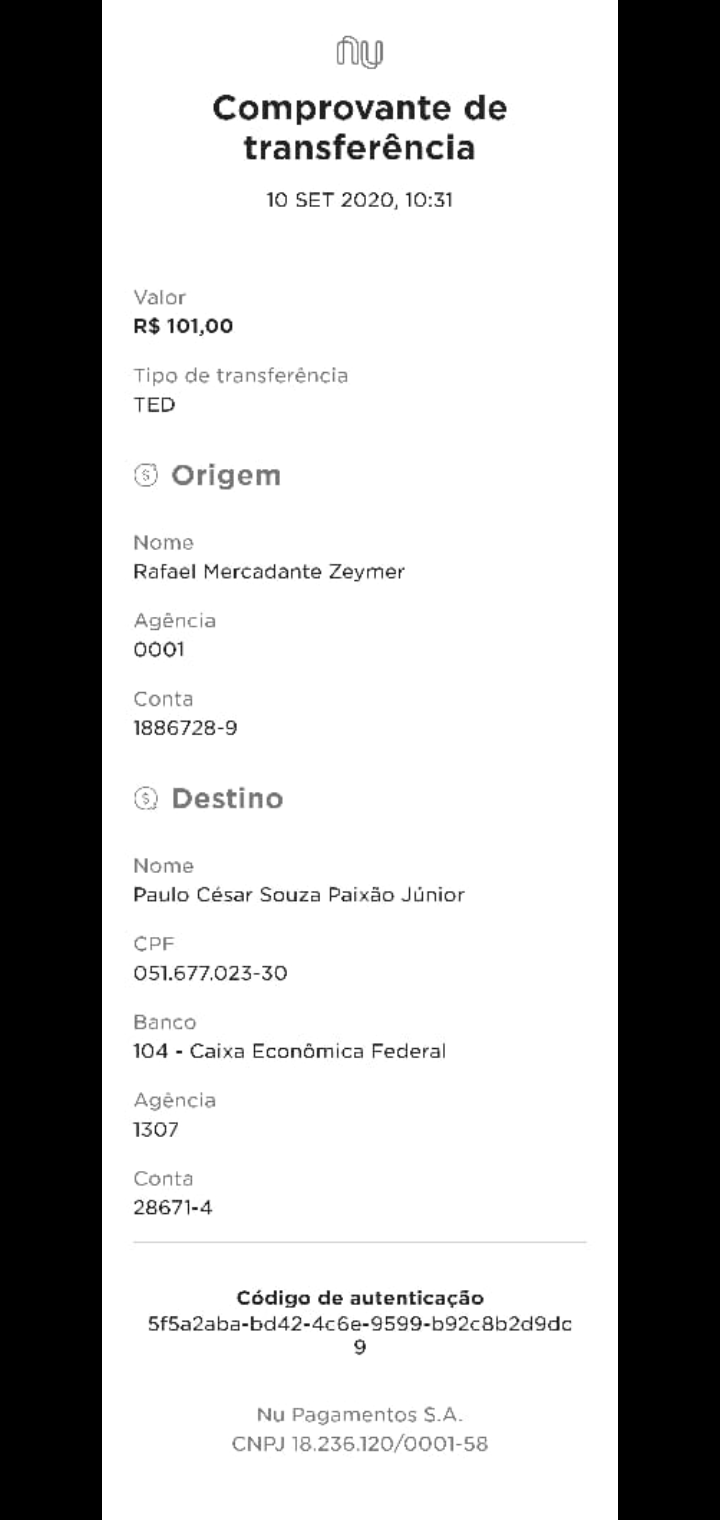 nu
Comprovante de
transferência
10 SET 2020, 10:31
Valor
R$ 101,00
Tipo de transferência
TED
Origem
Nome
Rafael Mercadante Zeymer
Agência
0001
Conta
1886728-9
Destino
Nome
Paulo César Souza Paixão Júnior
CPF
051.677.023-30
Banco
104 - Caixa Econômica Federal
Agência
1307
Conta
28671-4
Código de autenticação
5f5a2aba-bd42-4c6e-9599-b92c8b2d9dc
9
Nu Pagamentos S.A.
CNPJ 18.236.120/0001-58